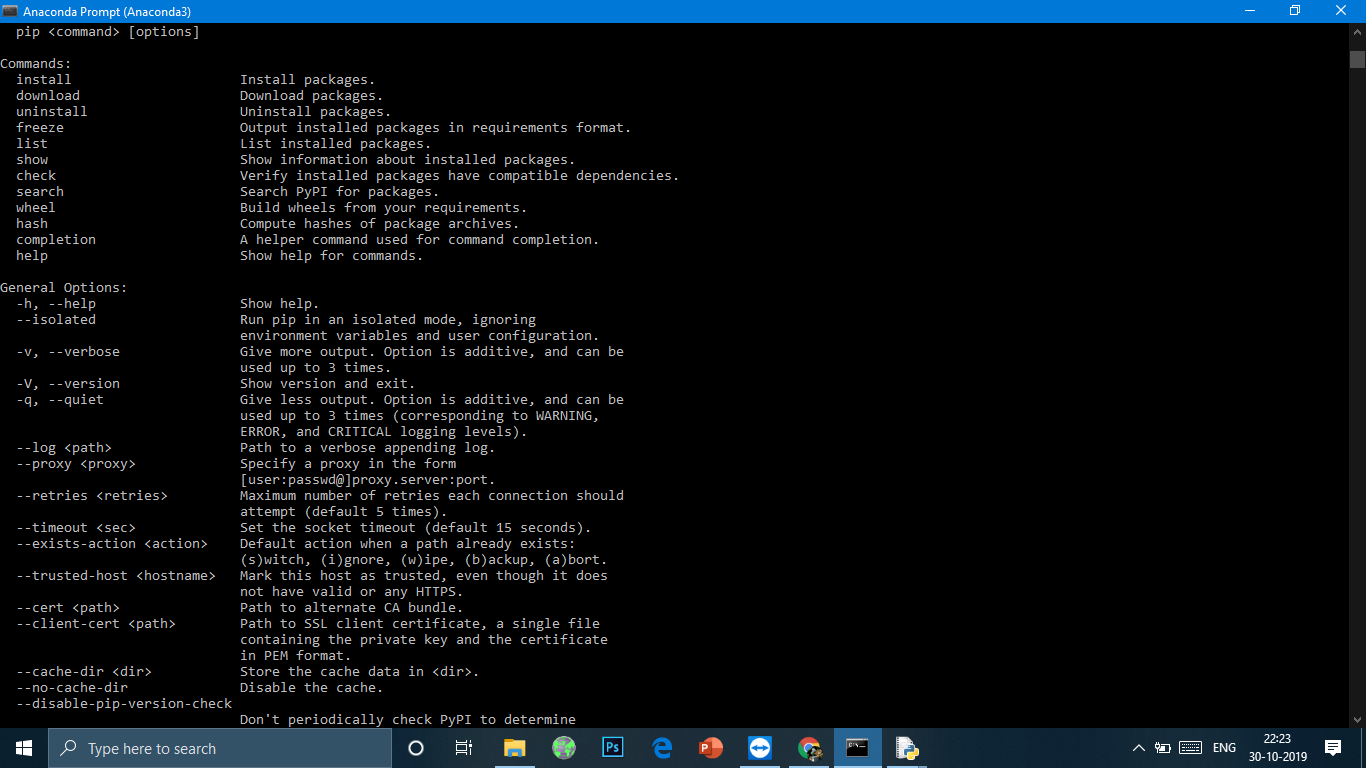 Anaconda Prompt (Anaconda3)
pip <command> [options]
Commands:
install Install packages.
download Download packages.
uninstall Uninstall packages.
freeze Output installed packages in requirements format.
list List installed packages.
show Show information about installed packages.
check Verify installed packages have compatible dependencies.
search Search PyPI for packages.
wheel Build wheels from your requirements.
hash Compute hashes of package archives.
completion A helper command used for command completion.
help Show help for commands.
General Options:
-h, --help Show help.
--isolated Run pip in an isolated mode, ignoring
environment variables and user configuration.
-v, --verbose Give more output. Option is additive, and can be
used up to 3 times.
-V, --version Show version and exit.
-q, --quiet Give less output. Option is additive, and can be
used up to 3 times (corresponding to WARNING,
ERROR, and CRITICAL logging levels).
--log <path> Path to a verbose appending log.
--proxy <proxy> Specify a proxy in the form
[user:passwd@]proxy.server:port.
--retries <retries> Maximum number of retries each connection should
attempt (default 5 times).
--timeout <sec> Set the socket timeout (default 15 seconds).
--exists-action <action> Default action when a path already exists:
(s)witch, (i)gnore, (w)ipe, (b)ackup, (a)bort.
--trusted-host <hostname> Mark this host as trusted, even though it does
not have valid or any HTTPS.
--cert <path> Path to alternate CA bundle.
--client-cert <path> Path to SSL client certificate, a single file
containing the private key and the certificate
in PEM format.
--cache-dir <dir> Store the cache data in <dir>.
--no-cache-dir Disable the cache.
--disable-pip-version-check
Don't periodically check PyPI to determine
Type here to search
Ps
ENG
22:23
30-10-2019